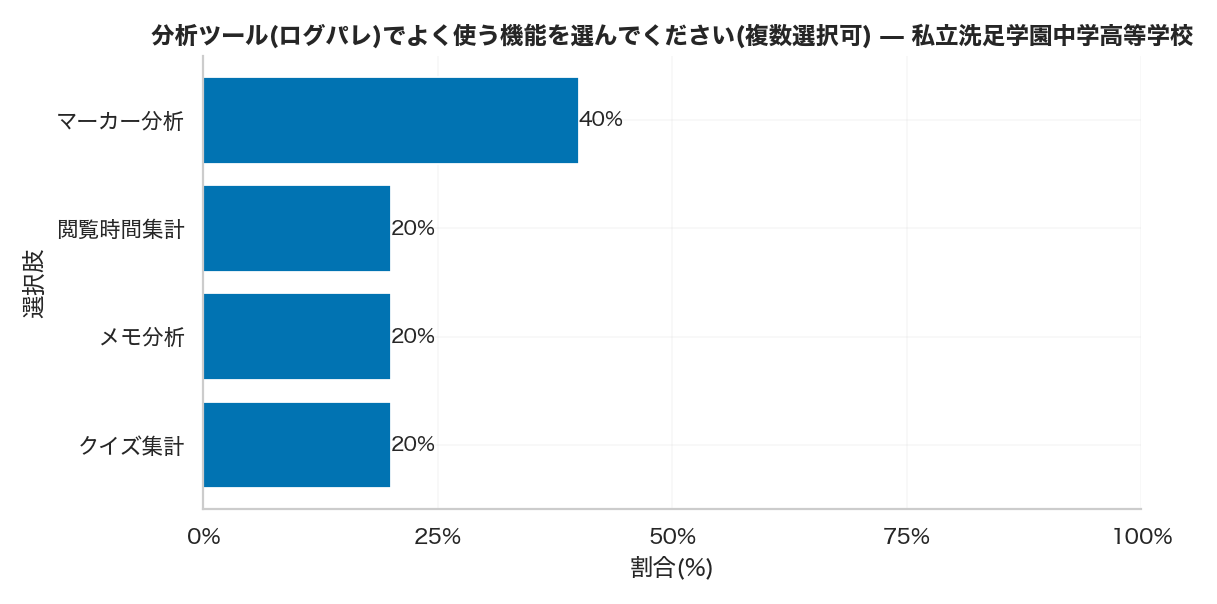 分析ツール(ログパレ)でよく使う機能を選んでください(複数選択可) — 私立洗足学園中学高等学校
選択肢
マーカー分析 40%
閲覧時間集計 20%
メモ分析 20%
クイズ集計 20%
0% 25% 50% 75% 100%
割合(%)